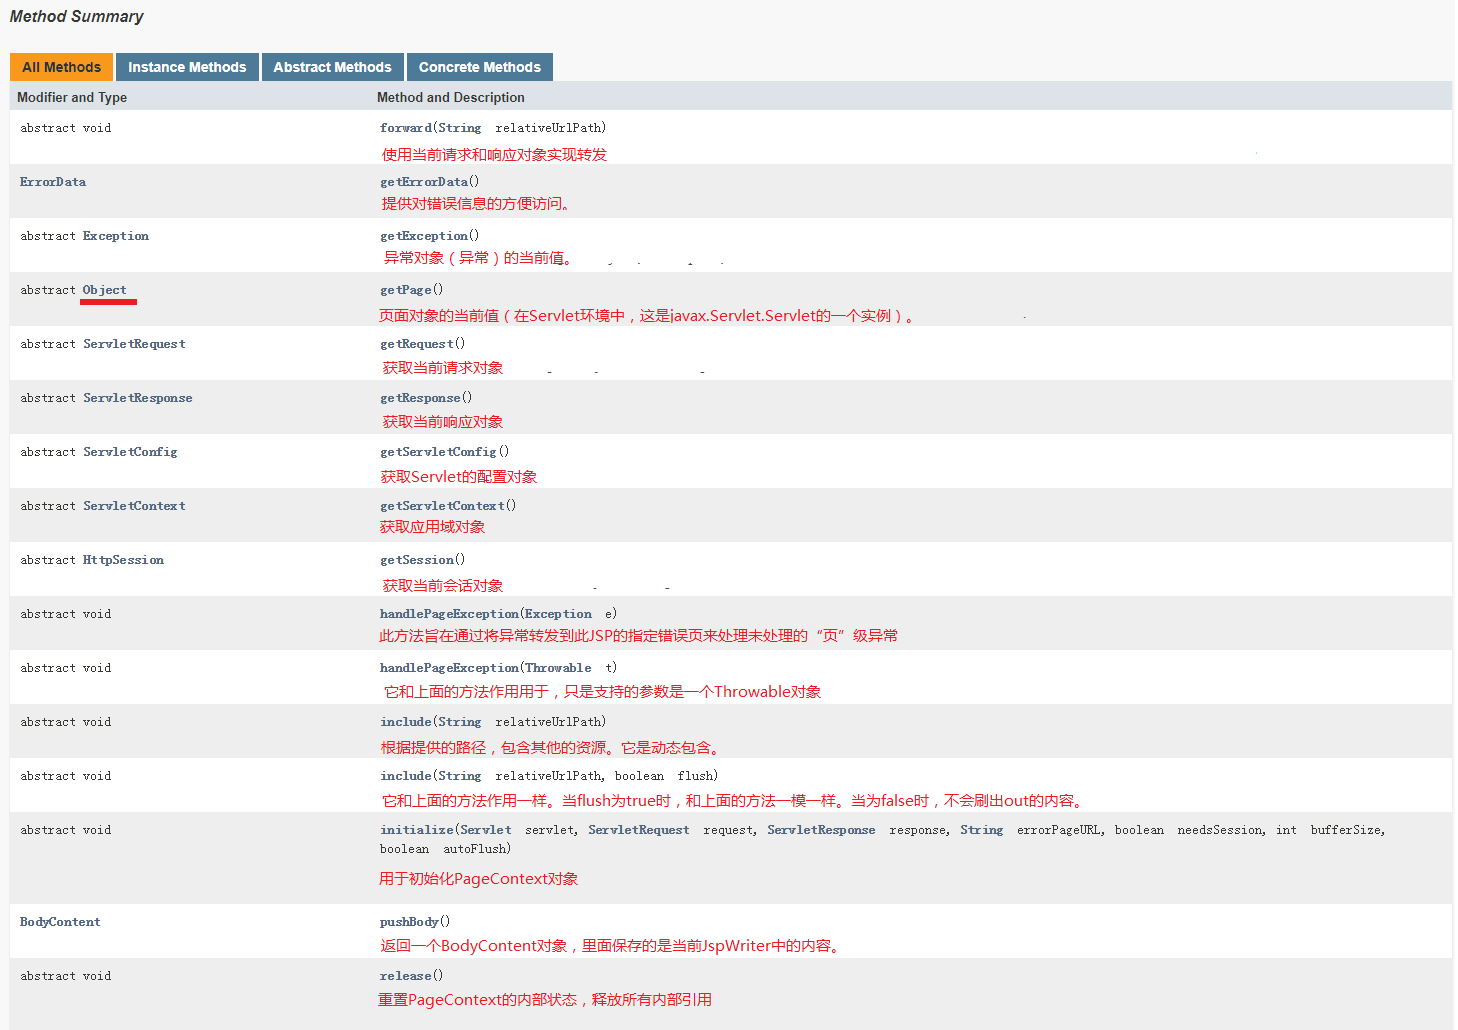 Method Summary
All Methods Instance Methods Abstract Methods Concrete Methods
Modifier and Type Method and Description
abstract void forward(String relativeUrlPath)
使用当前请求和响应对象实现转发
ErrorData getErrorData()
提供对错误信息的方便访问。
abstract Exception getException()
异常对象（异常）的当前值。
abstract Object getPage()
页面对象的当前值（在Servlet环境中，这是javax.Servlet.Servlet的一个实例）。
abstract ServletRequest getRequest()
获取当前请求对象
abstract ServletResponse getResponse()
获取当前响应对象
abstract ServletConfig getServletConfig()
获取Servlet的配置对象
abstract ServletContext getServletContext()
获取应用域对象
abstract HttpSession getSession()
获取当前会话对象
abstract void handlePageException(Exception e)
此方法旨在通过将异常转发到此JSP的指定错误页来处理未处理的“页”级异常
abstract void handlePageException(Throwable t)
它和上面的方法作用用于，只是支持的参数是一个Throwable对象
abstract void include(String relativeUrlPath)
根据提供的路径，包含其他的资源。它是动态包含。
abstract void include(String relativeUrlPath, boolean flush)
它和上面的方法作用一样。当flush为true时，和上面的方法一模一样。当为false时，不会刷出out的内容。
abstract void initialize(Servlet servlet, ServletRequest request, ServletResponse response, String errorPageURL, boolean needsSession, int bufferSize,
boolean autoFlush)
用于初始化PageContext对象
BodyContent pushBody()
返回一个BodyContent对象，里面保存的是当前JspWriter中的内容。
abstract void release()
重置PageContext的内部状态，释放所有内部引用